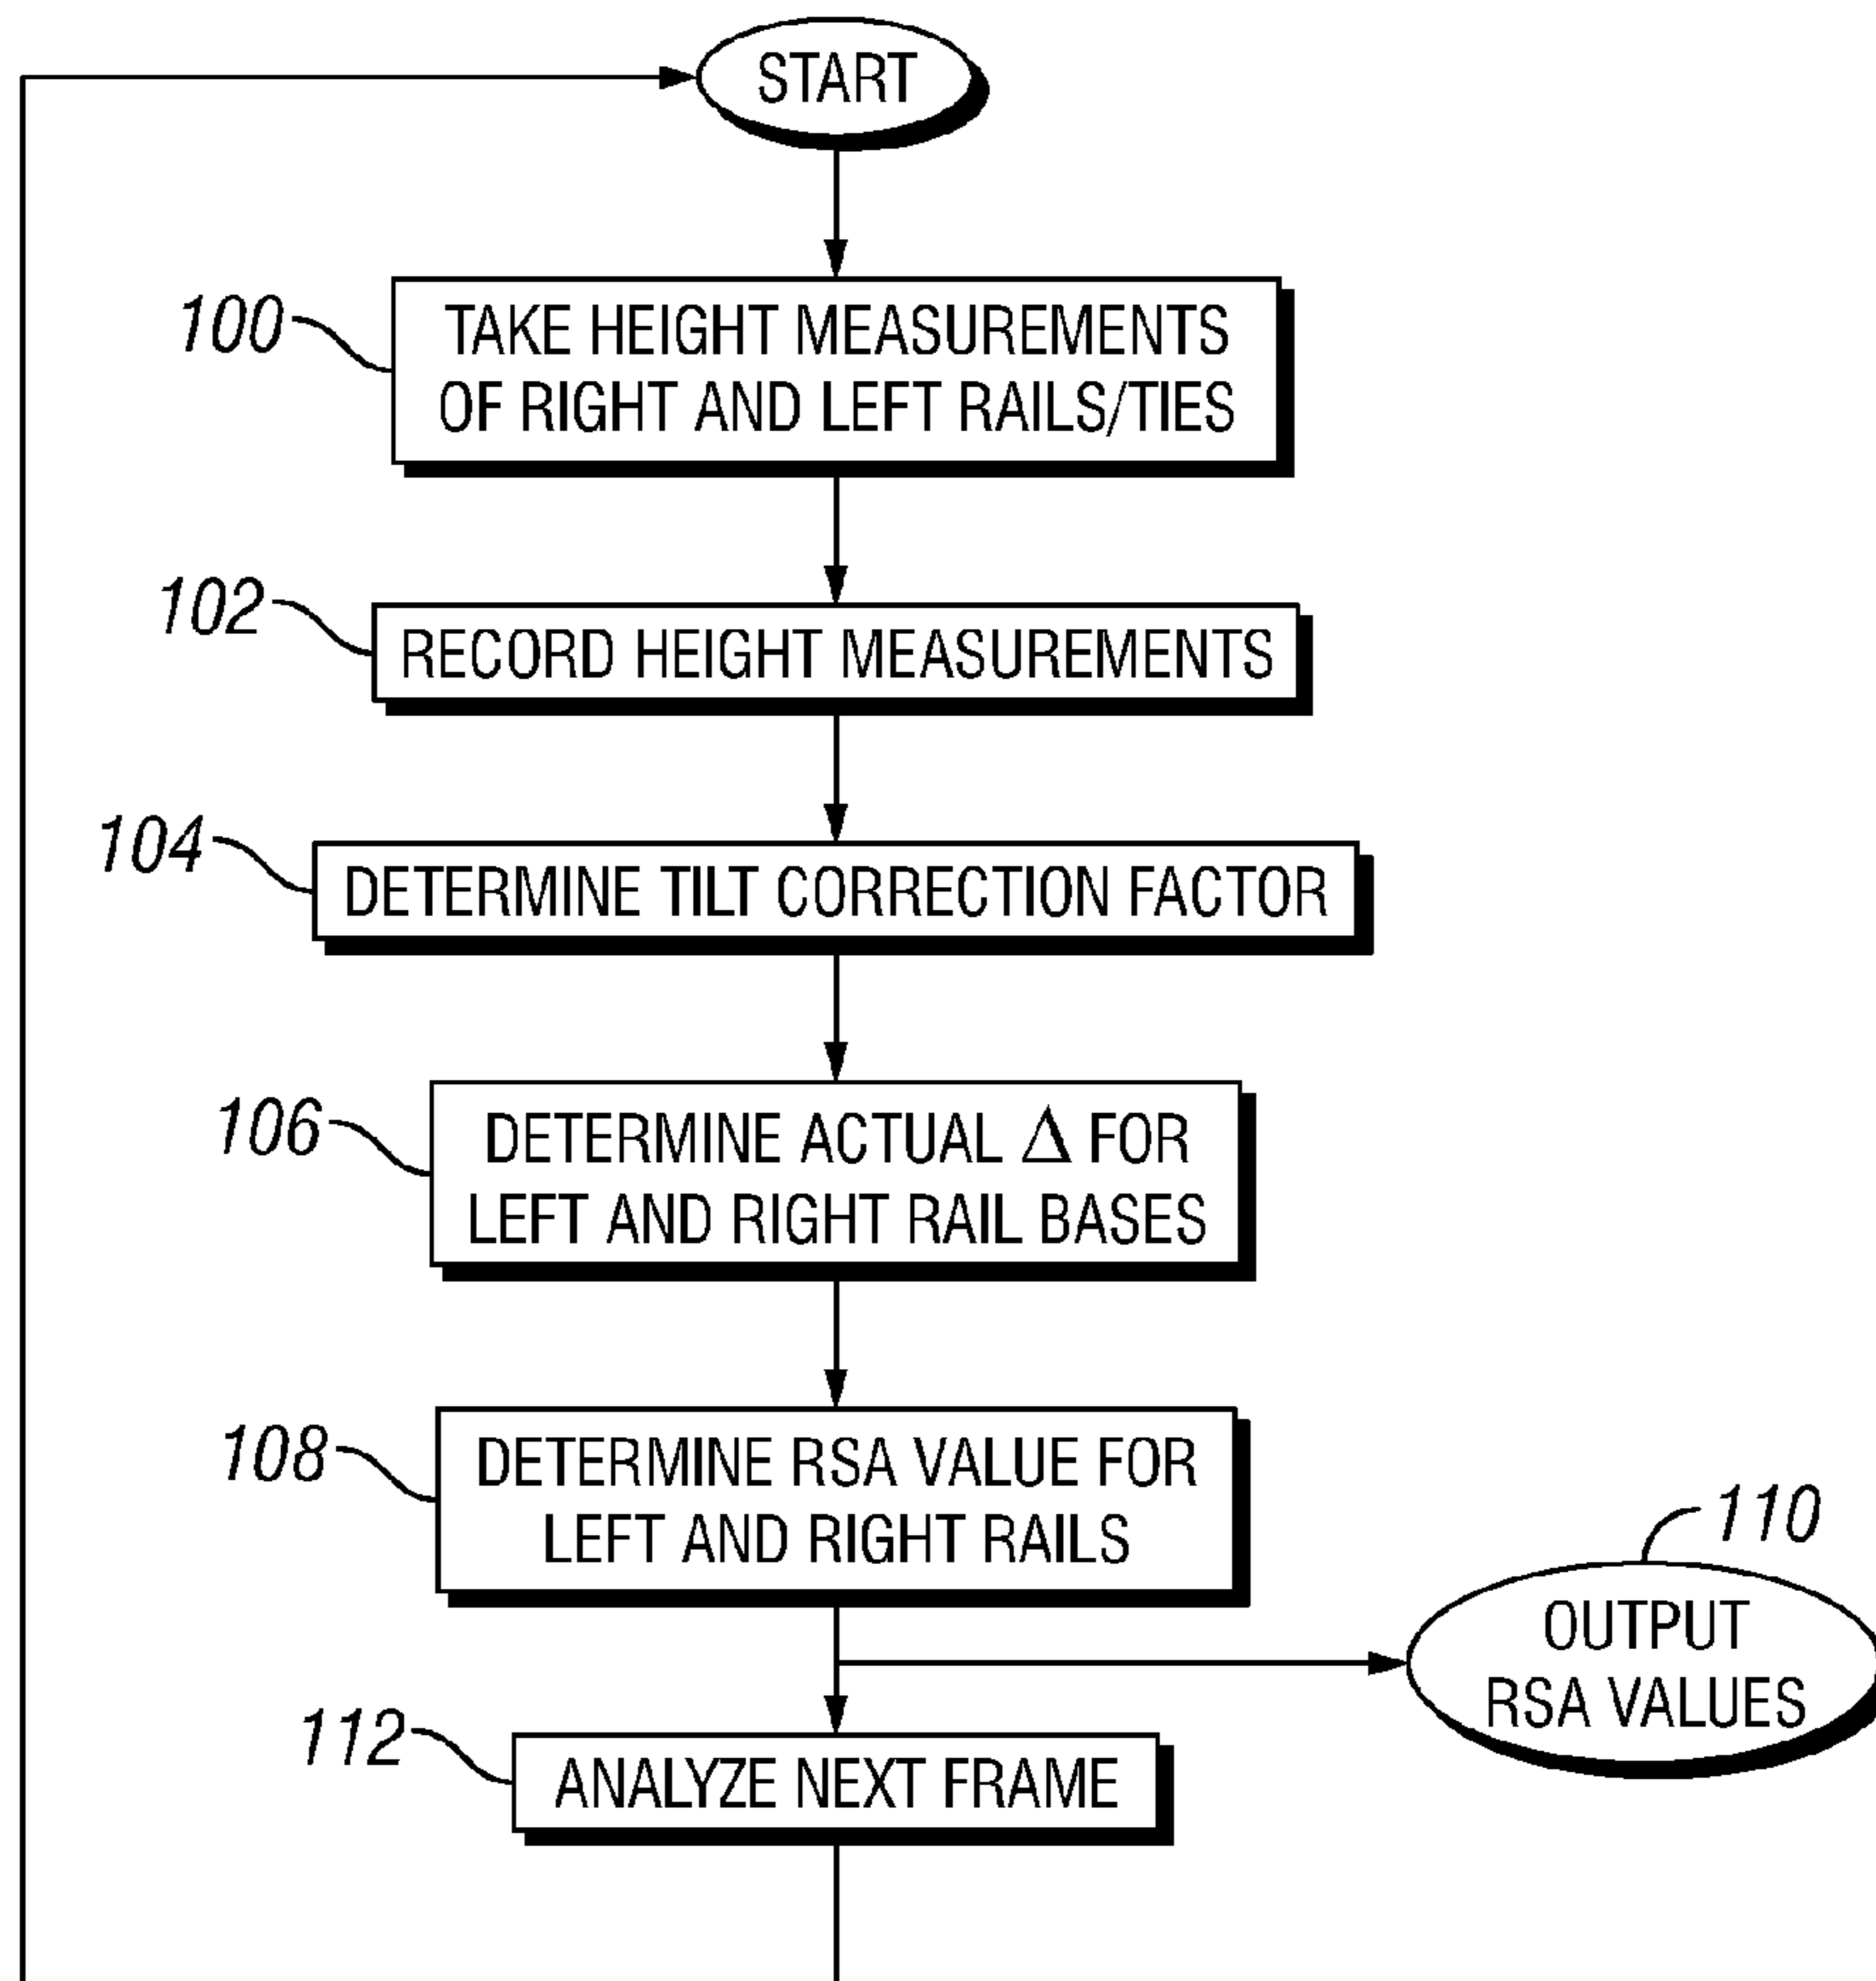 START
100
TAKE HEIGHT MEASUREMENTS
OF RIGHT AND LEFT RAILS/TIES
102
RECORD HEIGHT MEASUREMENTS
104
DETERMINE TILT CORRECTION FACTOR
106
DETERMINE ACTUAL Δ FOR
LEFT AND RIGHT RAIL BASES
108
DETERMINE RSA VALUE FOR
LEFT AND RIGHT RAILS
110
OUTPUT
RSA VALUES
112
ANALYZE NEXT FRAME